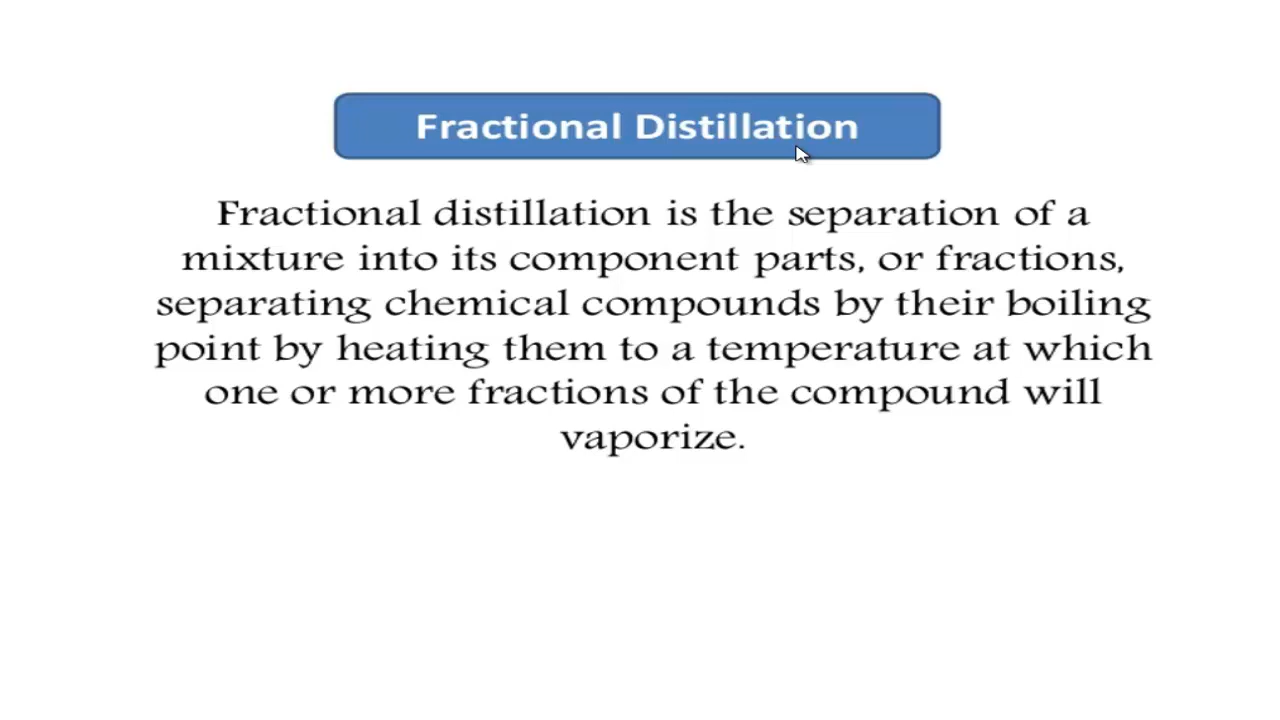 Fractional Distillation
Fractional distillation is the separation of a
mixture into its component parts, or fractions,
separating chemical compounds by their boiling
point by heating them to a temperature at which
one or more fractions of the compound will
vaporize.